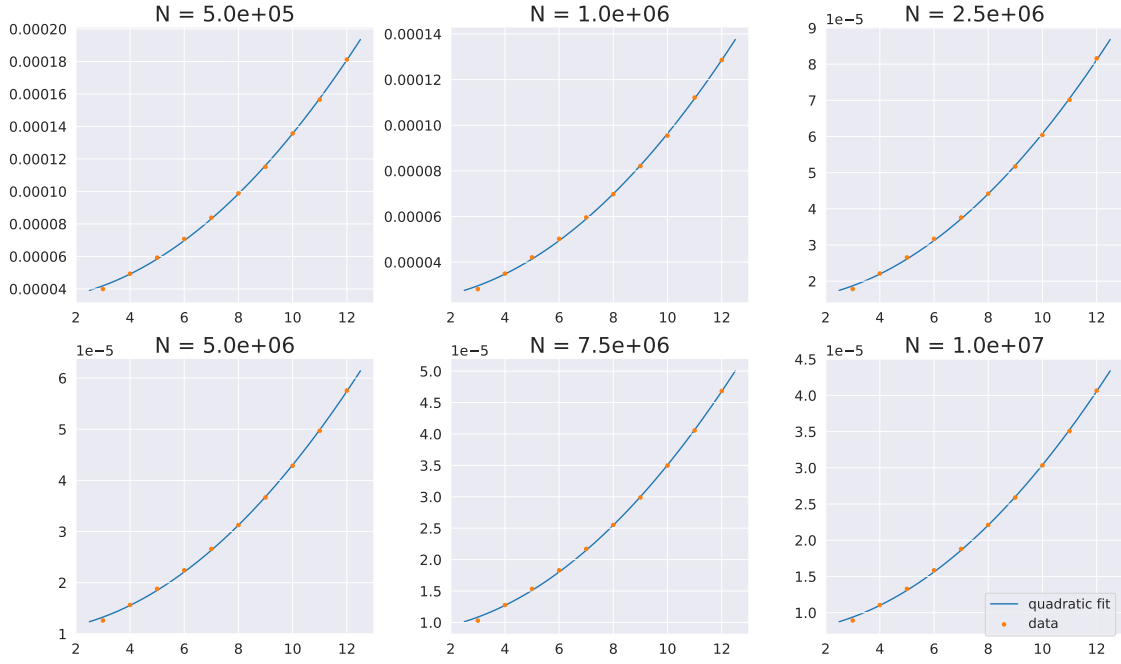 N = 5.0e+05
0.00020
0.00018
0.00016
0.00014
0.00012
0.00010
0.00008
0.00006
0.00004
2 4 6 8 10 12
N = 1.0e+06
0.00014
0.00012
0.00010
0.00008
0.00006
0.00004
2 4 6 8 10 12
N = 2.5e+06
1e−5
9
8
7
6
5
4
3
2
2 4 6 8 10 12
N = 5.0e+06
1e−5
6
5
4
3
2
1
2 4 6 8 10 12
N = 7.5e+06
1e−5
5.0
4.5
4.0
3.5
3.0
2.5
2.0
1.5
1.0
2 4 6 8 10 12
N = 1.0e+07
1e−5
4.5
4.0
3.5
3.0
2.5
2.0
1.5
1.0
2 4 6 8 10 12
quadratic fit
data